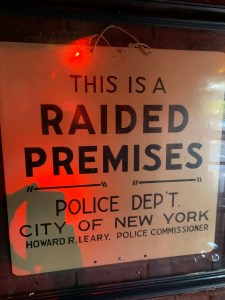 THIS IS A
RAIDED
PREMISES
POLICE DEP'T.
CITY OF NEW YORK
HOWARD R. LEARY, POLICE COMMISSIONER